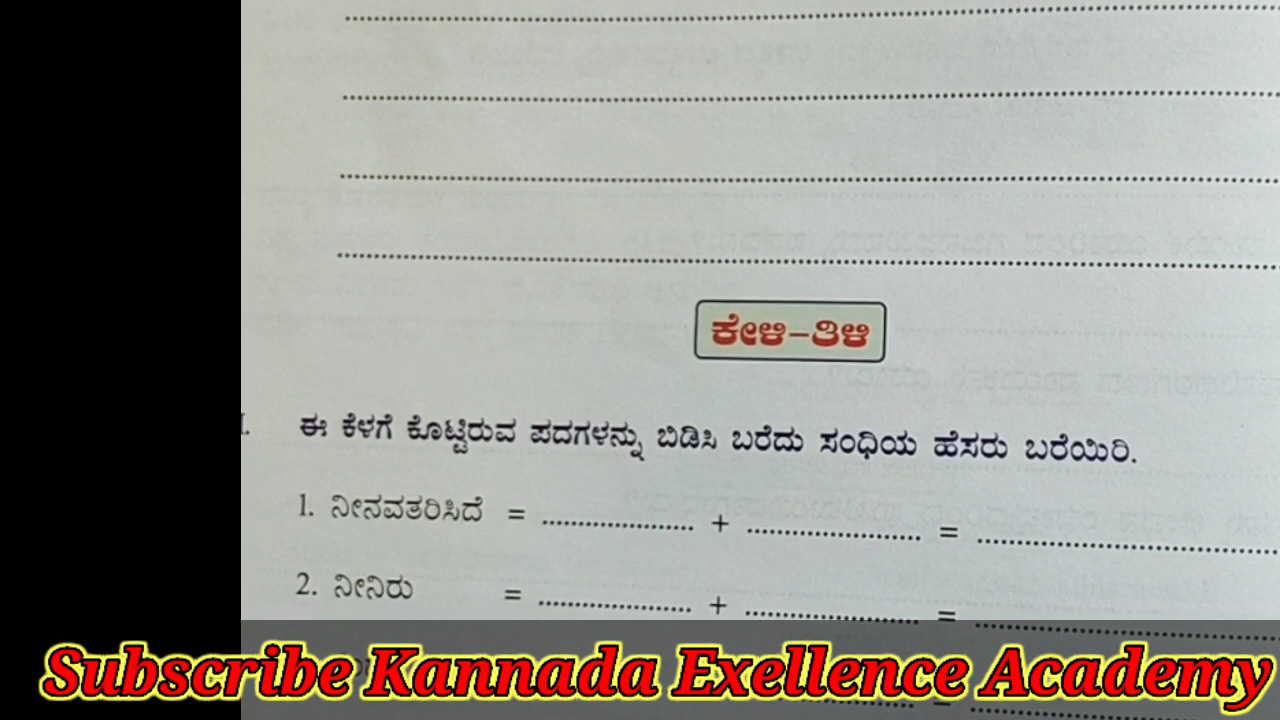 ಕೇಳಿ–ತಿಳಿ
I. ಈ ಕೆಳಗೆ ಕೊಟ್ಟಿರುವ ಪದಗಳನ್ನು ಬಿಡಿಸಿ ಬರೆದು ಸಂಧಿಯ ಹೆಸರು ಬರೆಯಿರಿ.
1. ನೀನವತರಿಸಿದೆ = .................... + ....................... = ........................................
2. ನೀನಿರು = .................... + ....................... = ........................................
Subscribe Kannada Exellence Academy